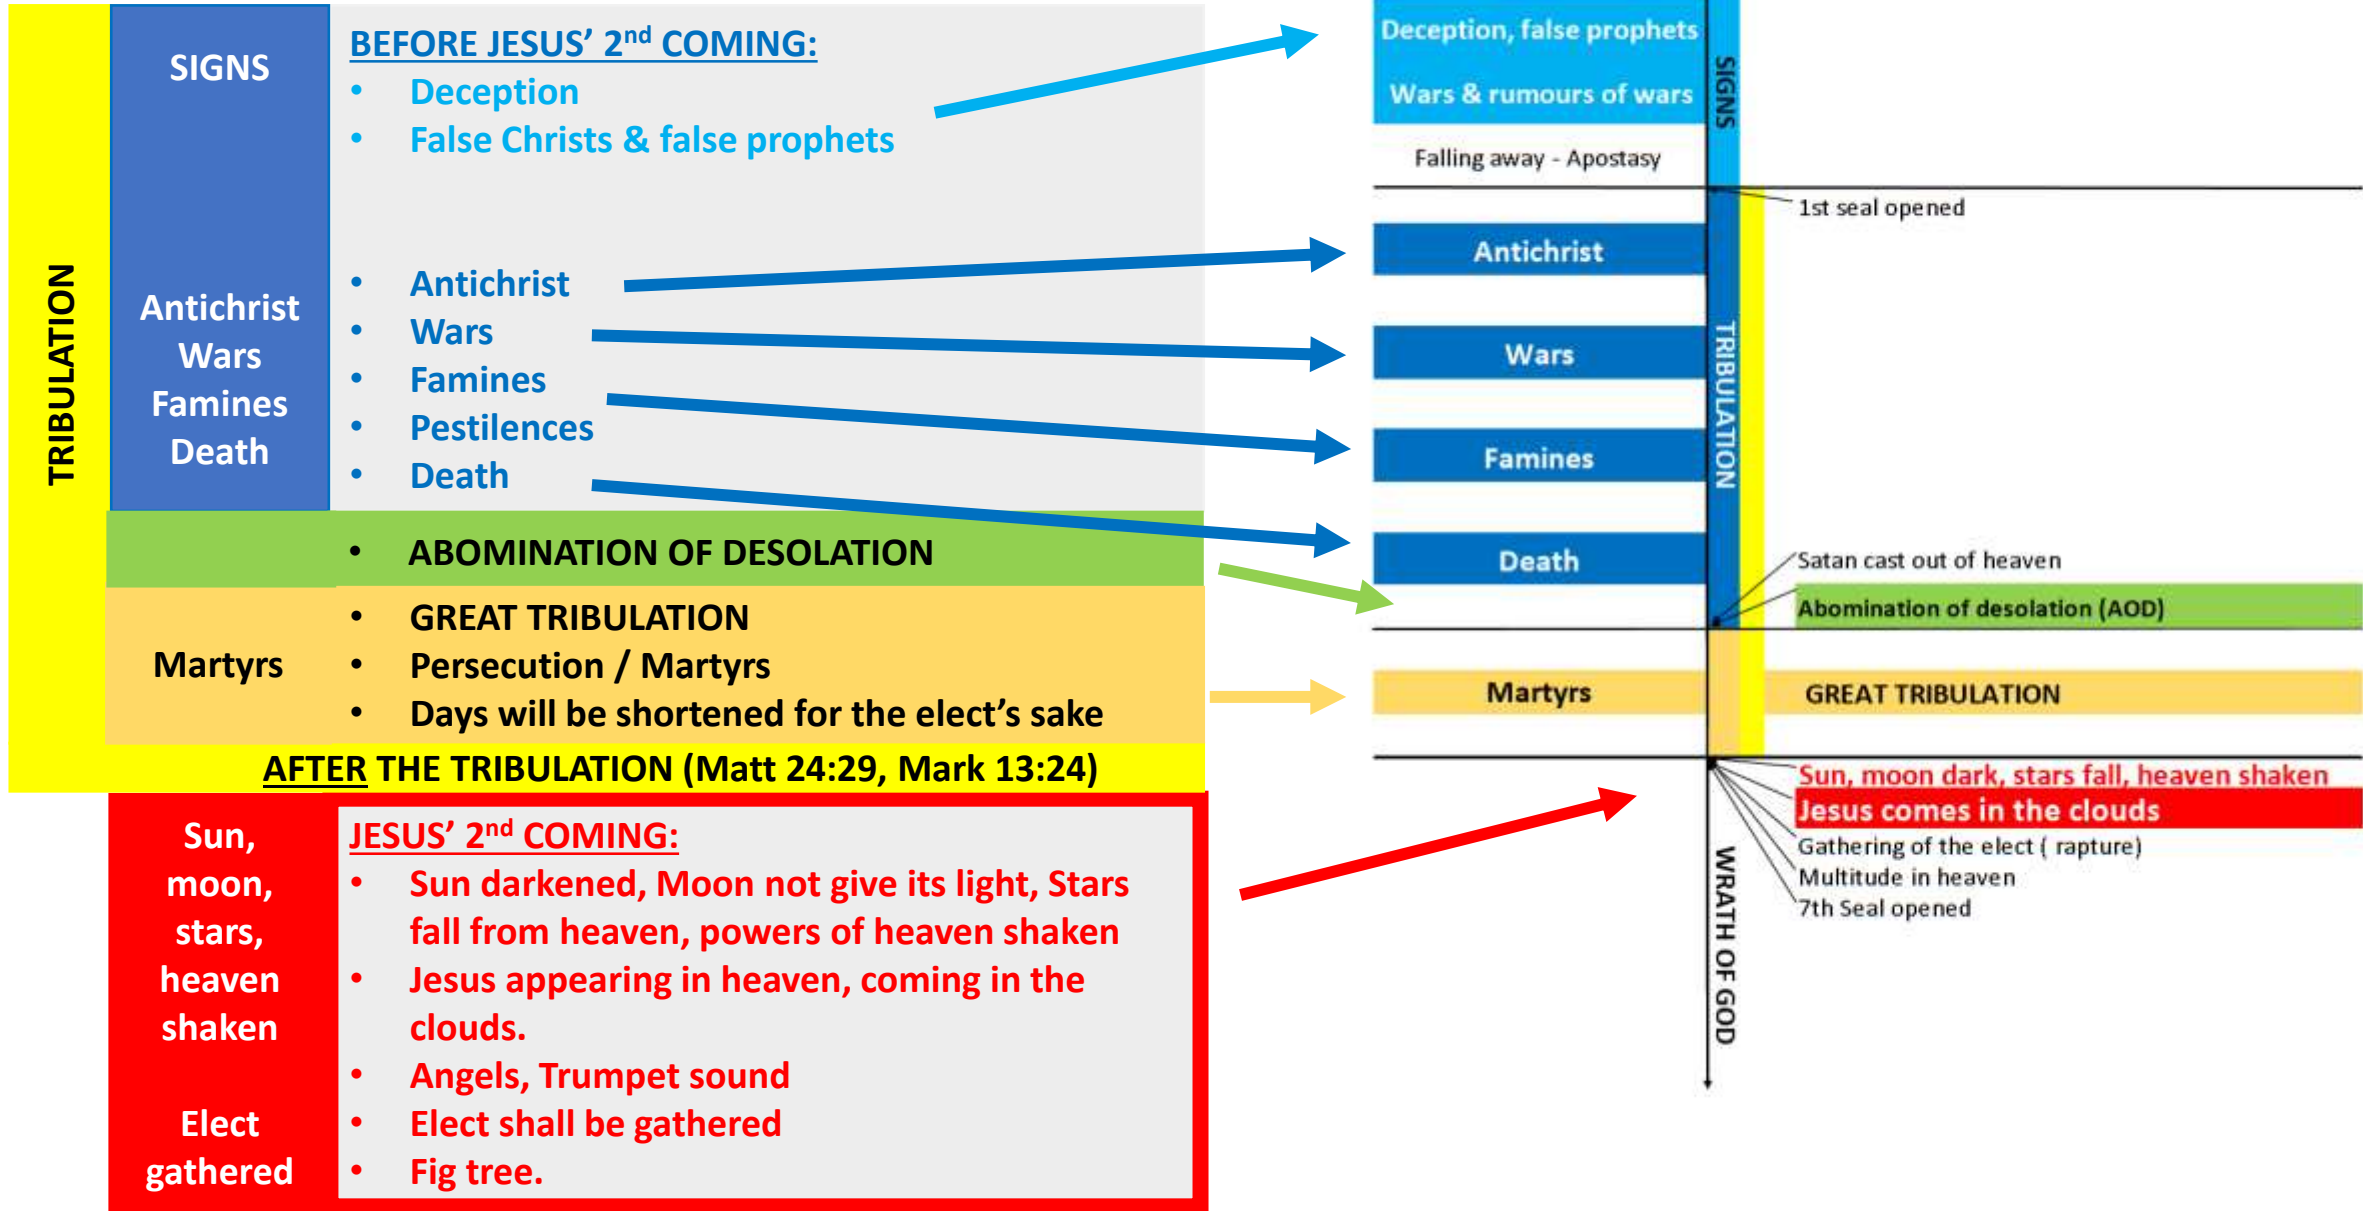 TRIBULATION
SIGNS
Antichrist
Wars
Famines
Death
BEFORE JESUS’ 2nd COMING:
• Deception
• False Christs & false prophets
• Antichrist
• Wars
• Famines
• Pestilences
• Death
• ABOMINATION OF DESOLATION
Martyrs
• GREAT TRIBULATION
• Persecution / Martyrs
• Days will be shortened for the elect’s sake
AFTER THE TRIBULATION (Matt 24:29, Mark 13:24)
Sun,
moon,
stars,
heaven
shaken
Elect
gathered
JESUS’ 2nd COMING:
• Sun darkened, Moon not give its light, Stars
fall from heaven, powers of heaven shaken
• Jesus appearing in heaven, coming in the
clouds.
• Angels, Trumpet sound
• Elect shall be gathered
• Fig tree.
Deception, false prophets
Wars & rumours of wars
Falling away - Apostasy
SIGNS
1st seal opened
Antichrist
Wars
Famines
Death
TRIBULATION
Satan cast out of heaven
Abomination of desolation (AOD)
Martyrs
GREAT TRIBULATION
Sun, moon dark, stars fall, heaven shaken
Jesus comes in the clouds
Gathering of the elect ( rapture)
Multitude in heaven
7th Seal opened
WRATH OF GOD